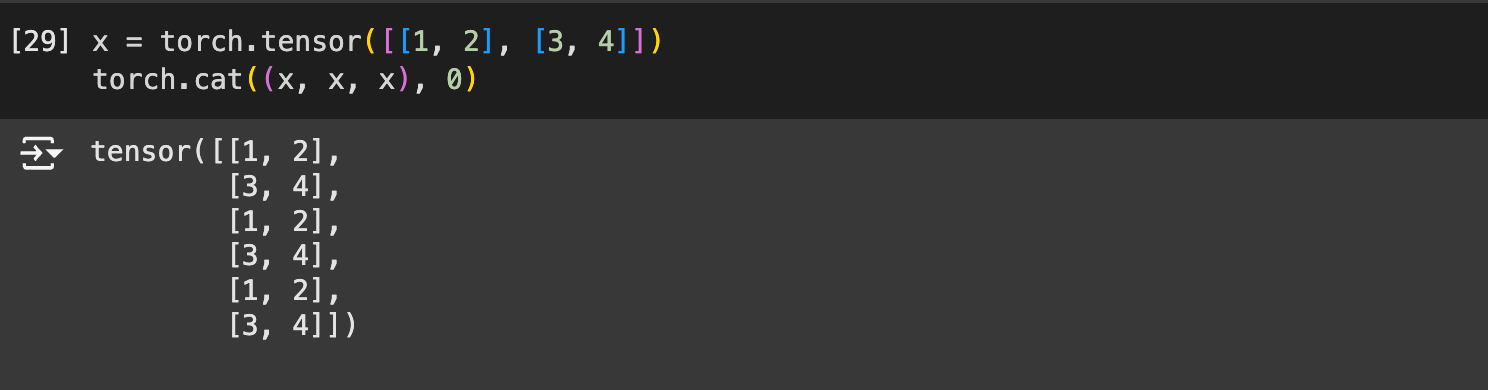 [29] x = torch.tensor([[1, 2], [3, 4]])
torch.cat((x, x, x), 0)
tensor([[1, 2],
[3, 4],
[1, 2],
[3, 4],
[1, 2],
[3, 4]])